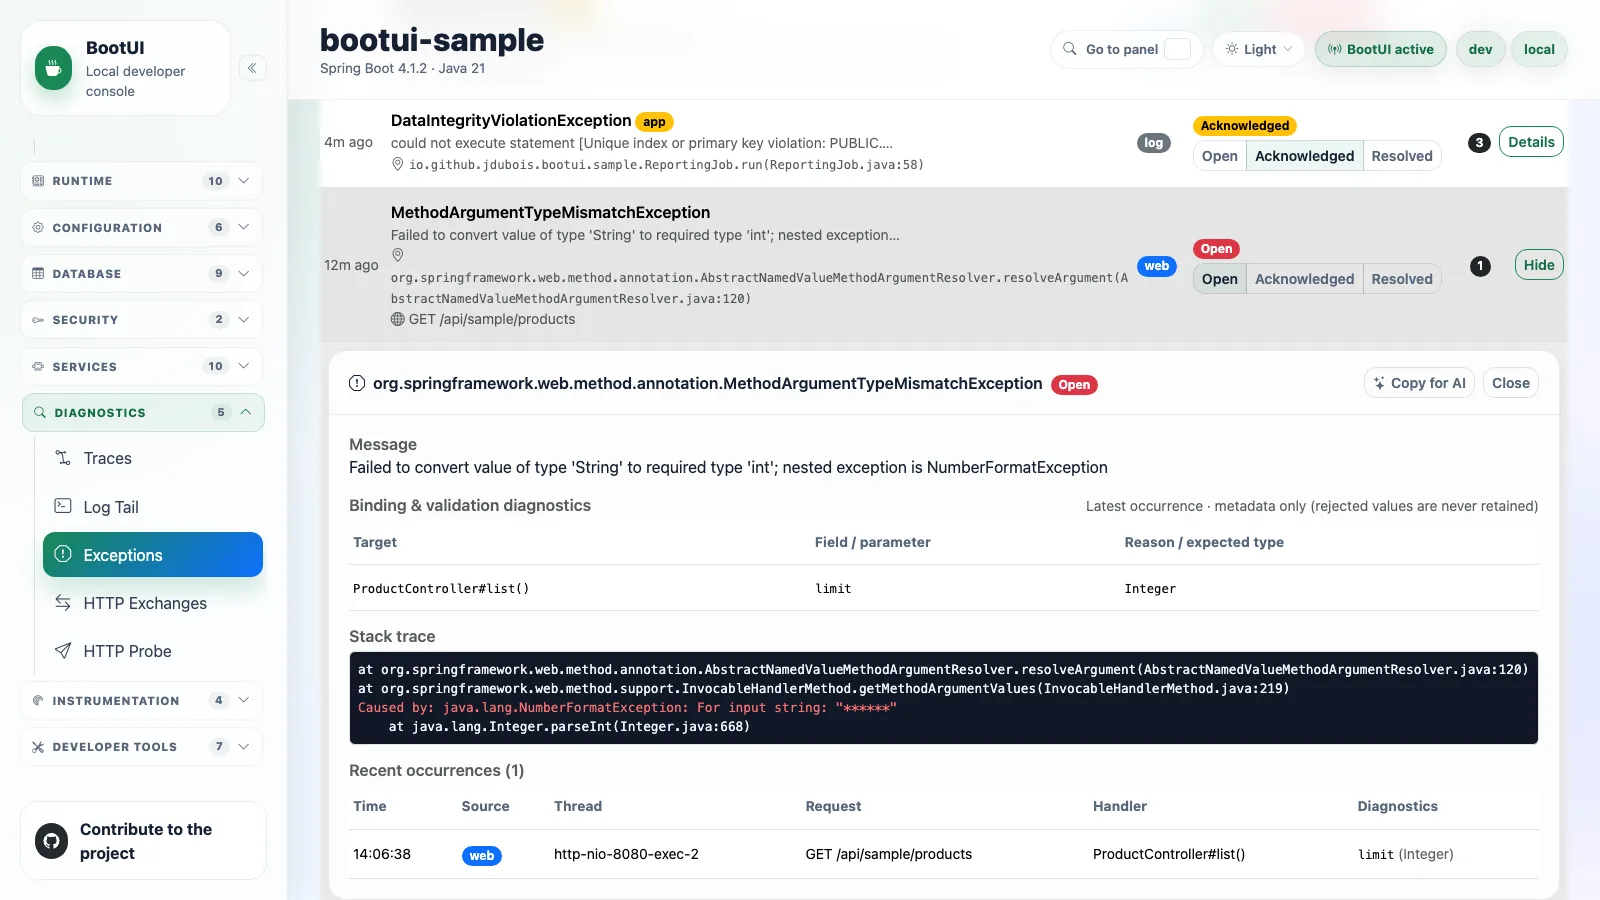 BootUI
Local developer
console
RUNTIME 10
CONFIGURATION 6
DATABASE 9
SECURITY 2
SERVICES 10
DIAGNOSTICS 5
Traces
Log Tail
Exceptions
HTTP Exchanges
HTTP Probe
INSTRUMENTATION 4
DEVELOPER TOOLS 7
Contribute to the
project
bootui-sample
Spring Boot 4.1.2 · Java 21
Go to panel
Light
BootUI active
dev
local
4m ago
DataIntegrityViolationException app
could not execute statement [Unique index or primary key violation: PUBLIC....
io.github.jdubois.bootui.sample.ReportingJob.run(ReportingJob.java:58)
log
Acknowledged
Open Acknowledged Resolved
3
Details
12m ago
MethodArgumentTypeMismatchException
Failed to convert value of type 'String' to required type 'int'; nested exception...
org.springframework.web.method.annotation.AbstractNamedValueMethodArgumentResolver.resolveArgument(A
bstractNamedValueMethodArgumentResolver.java:120)
GET /api/sample/products
web
Open
Open Acknowledged Resolved
1
Hide
org.springframework.web.method.annotation.MethodArgumentTypeMismatchException Open
Copy for AI
Close
Message
Failed to convert value of type 'String' to required type 'int'; nested exception is NumberFormatException
Binding & validation diagnostics
Latest occurrence · metadata only (rejected values are never retained)
Target Field / parameter Reason / expected type
ProductController#list() limit Integer
Stack trace
at org.springframework.web.method.annotation.AbstractNamedValueMethodArgumentResolver.resolveArgument(AbstractNamedValueMethodArgumentResolver.java:120)
at org.springframework.web.method.support.InvocableHandlerMethod.getMethodArgumentValues(InvocableHandlerMethod.java:219)
Caused by: java.lang.NumberFormatException: For input string: "******"
at java.lang.Integer.parseInt(Integer.java:668)
Recent occurrences (1)
Time Source Thread Request Handler Diagnostics
14:06:38 web http-nio-8080-exec-2 GET /api/sample/products ProductController#list() limit (Integer)